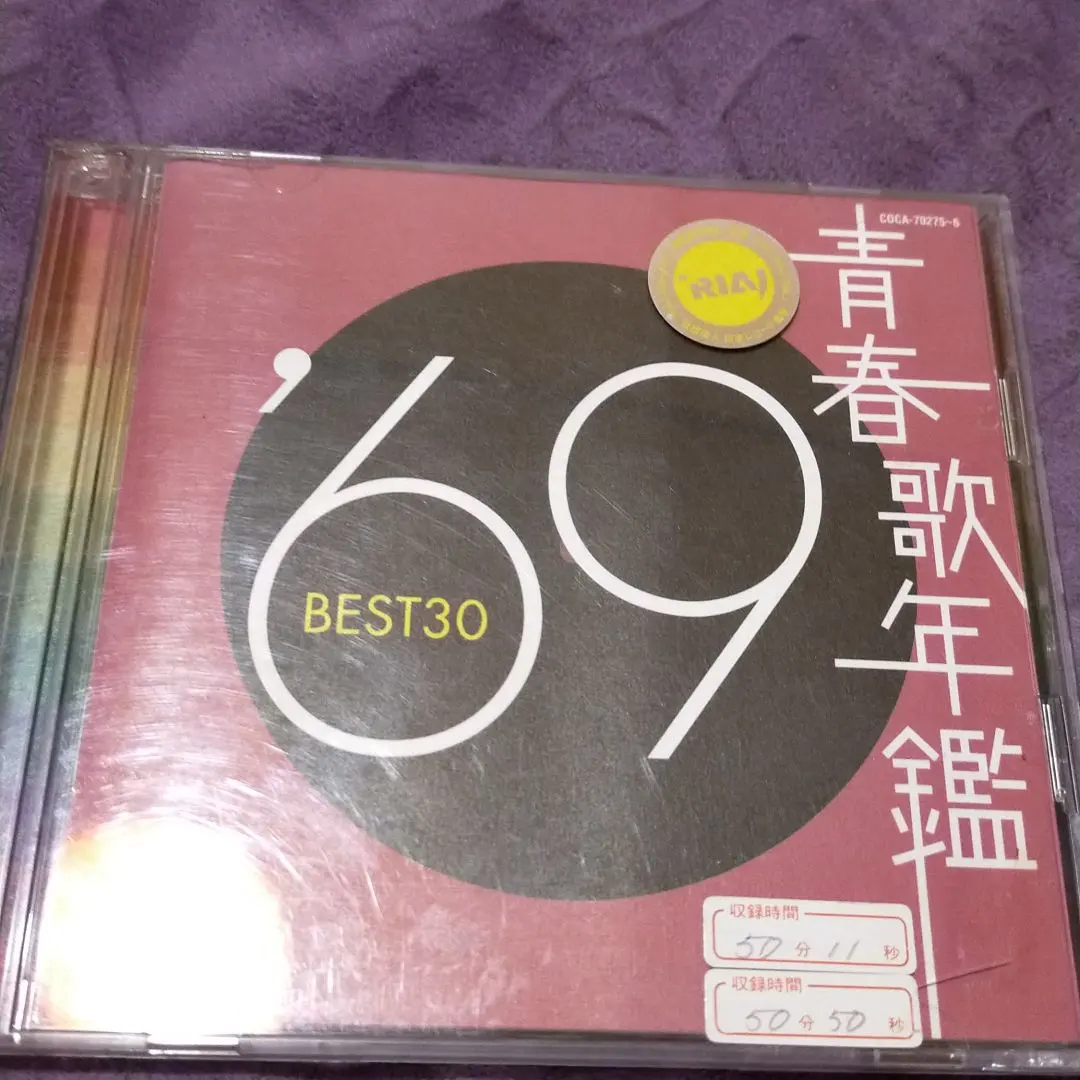 COCA-70275~6
青春歌年鑑
RIAJ
'69
BEST30
収録時間
50分11秒
収録時間
50分50秒